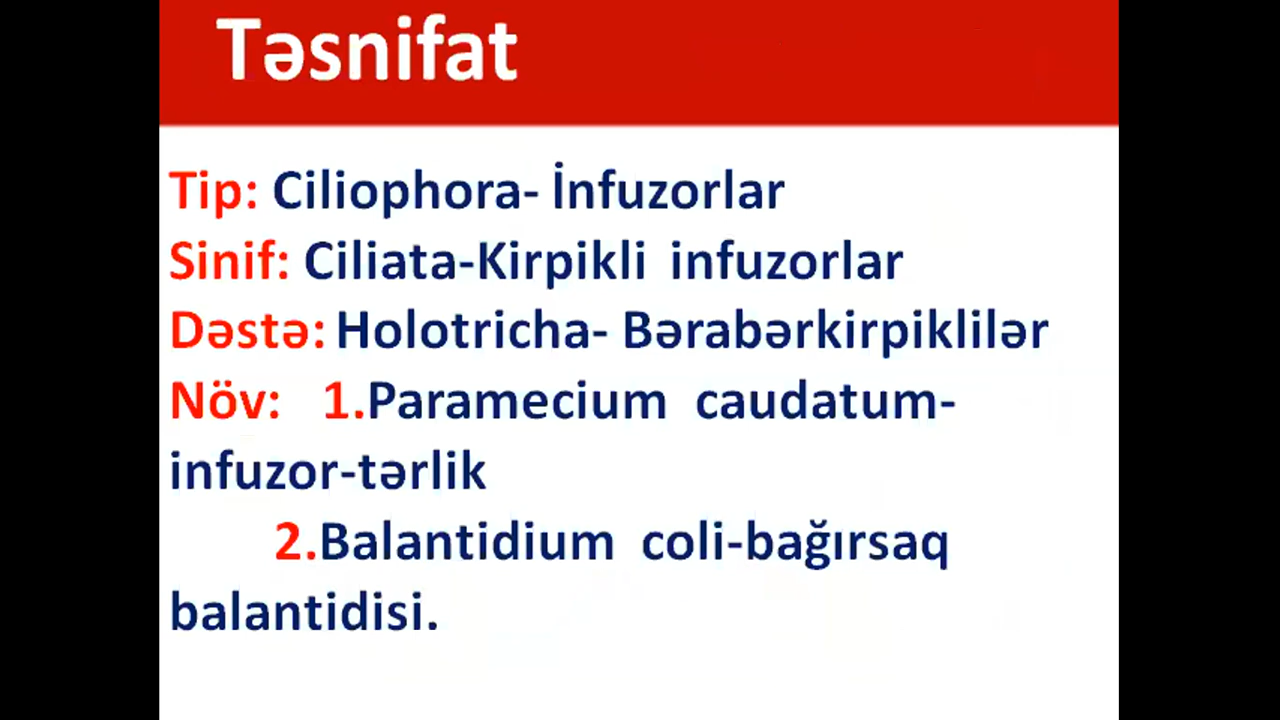 Təsnifat
Tip: Ciliophora- İnfuzorlar
Sinif: Ciliata-Kirpikli infuzorlar
Dəstə: Holotricha- Bərabərkirpiklilər
Növ: 1.Paramecium caudatum-
infuzor-tərlik
2.Balantidium coli-bağırsaq
balantidisi.